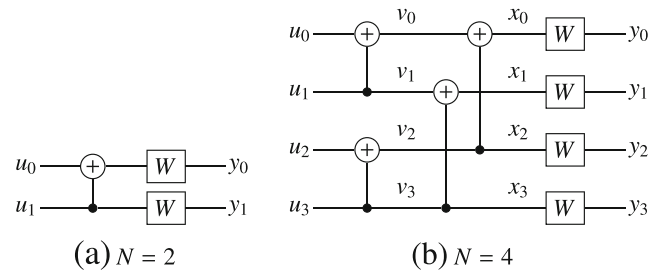 u₀ v₀ x₀ W y₀
u₁ v₁ x₁ W y₁
u₂ v₂ x₂ W y₂
u₃ v₃ x₃ W y₃
u₀ W y₀
u₁ W y₁
(a) N = 2
(b) N = 4